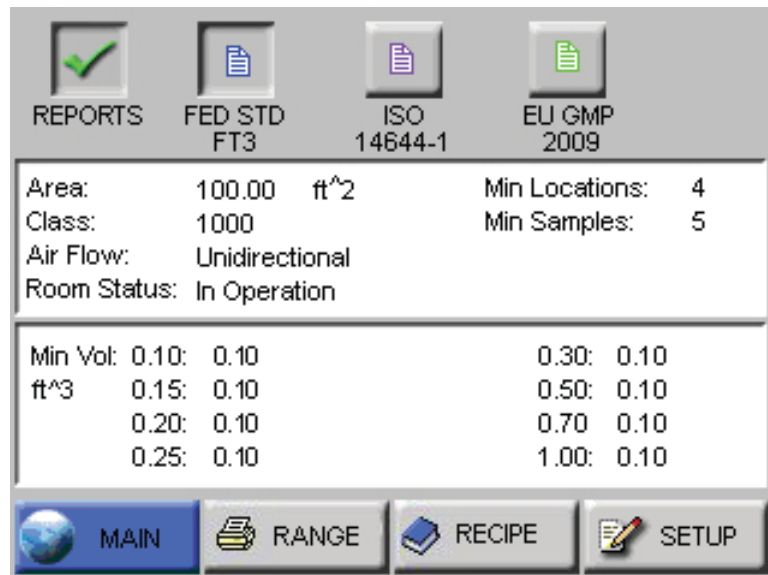 REPORTS FED STD ISO EU GMP
FT3 14644-1 2009
Area: 100.00 ft^2 Min Locations: 4
Class: 1000 Min Samples: 5
Air Flow: Unidirectional
Room Status: In Operation
Min Vol: 0.10: 0.10 0.30: 0.10
ft^3 0.15: 0.10 0.50: 0.10
0.20: 0.10 0.70 0.10
0.25: 0.10 1.00: 0.10
MAIN RANGE RECIPE SETUP